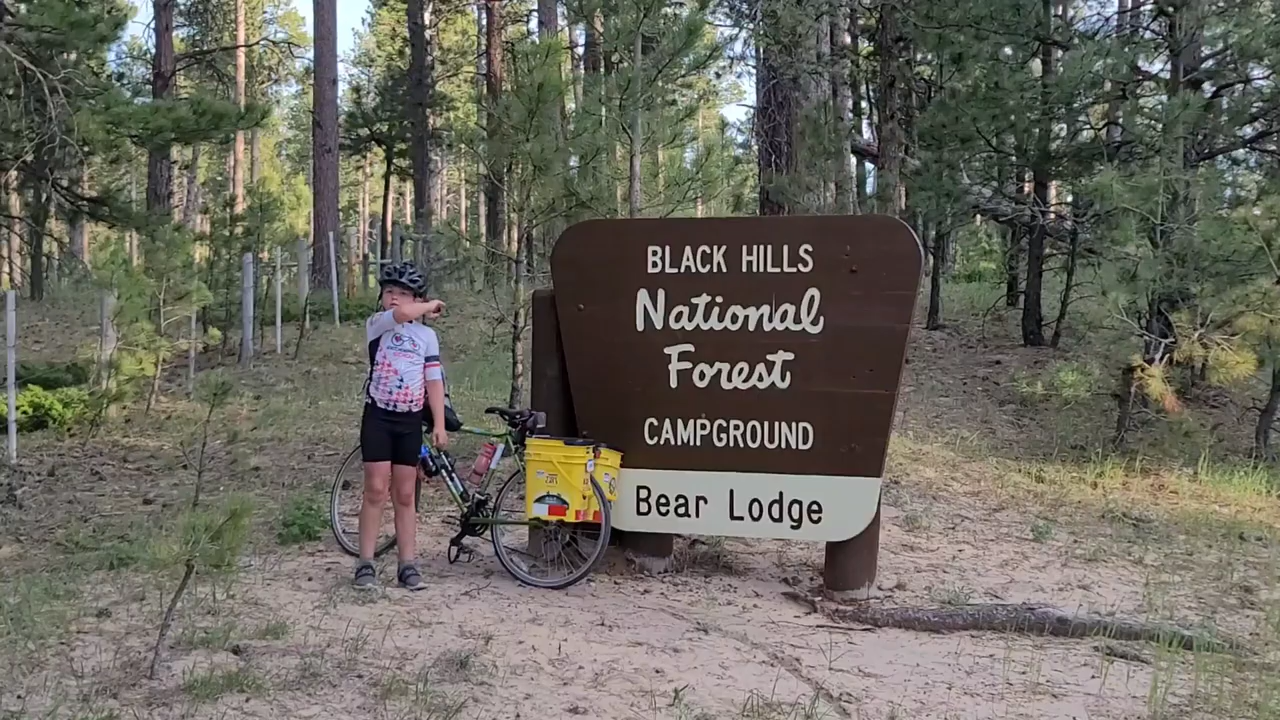 BLACK HILLS
National
Forest
CAMPGROUND
Bear Lodge